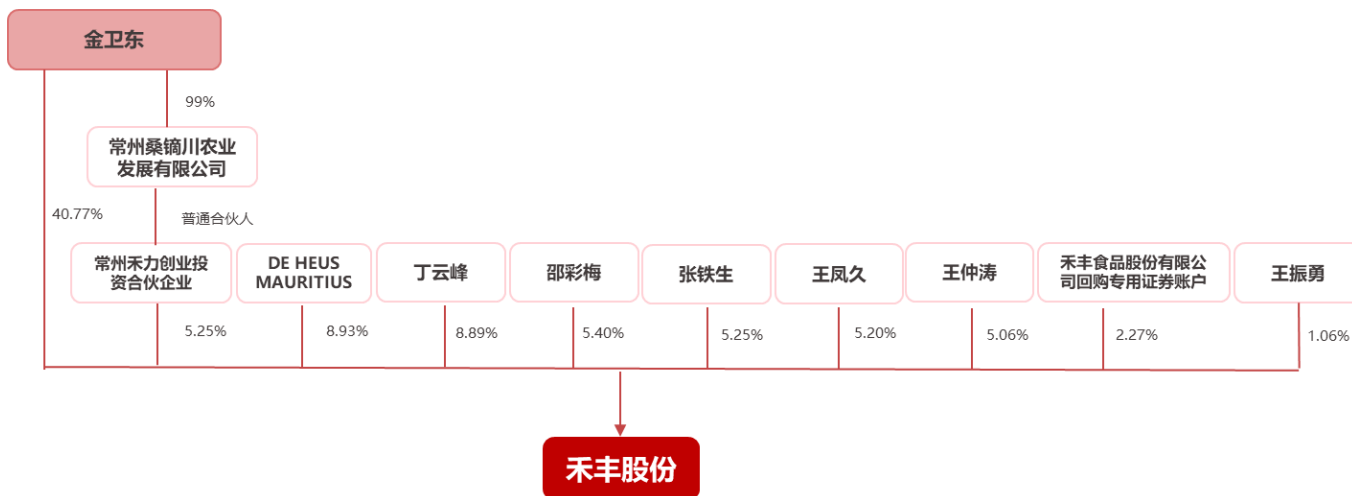 金卫东
99%
常州桑镝川农业
发展有限公司
40.77%
普通合伙人
常州禾力创业投
资合伙企业
DE HEUS
MAURITIUS
丁云峰
邵彩梅
张铁生
王凤久
王仲涛
禾丰食品股份有限公
司回购专用证券账户
王振勇
5.25%
8.93%
8.89%
5.40%
5.25%
5.20%
5.06%
2.27%
1.06%
禾丰股份